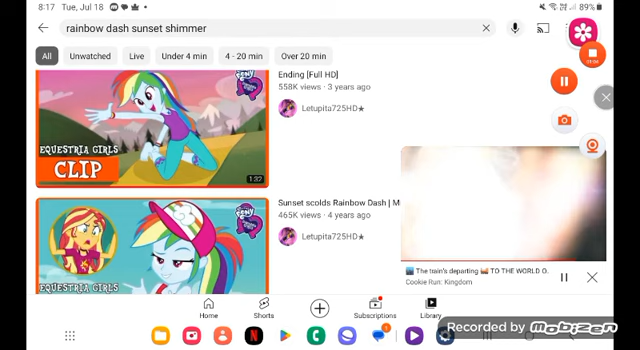 8:17 Tue, Jul 18
89%
rainbow dash sunset shimmer
All
Unwatched
Live
Under 4 min
4 - 20 min
Over 20 min
EQUESTRIA GIRLS
CLIP
1:32
Ending [Full HD]
558K views · 3 years ago
Letupita725HD★
EQUESTRIA GIRLS
Sunset scolds Rainbow Dash | M
465K views · 4 years ago
Letupita725HD★
The train's departing 🚂 TO THE WORLD O.
Cookie Run: Kingdom
Home
Shorts
Subscriptions
Library
Recorded by Mobizen